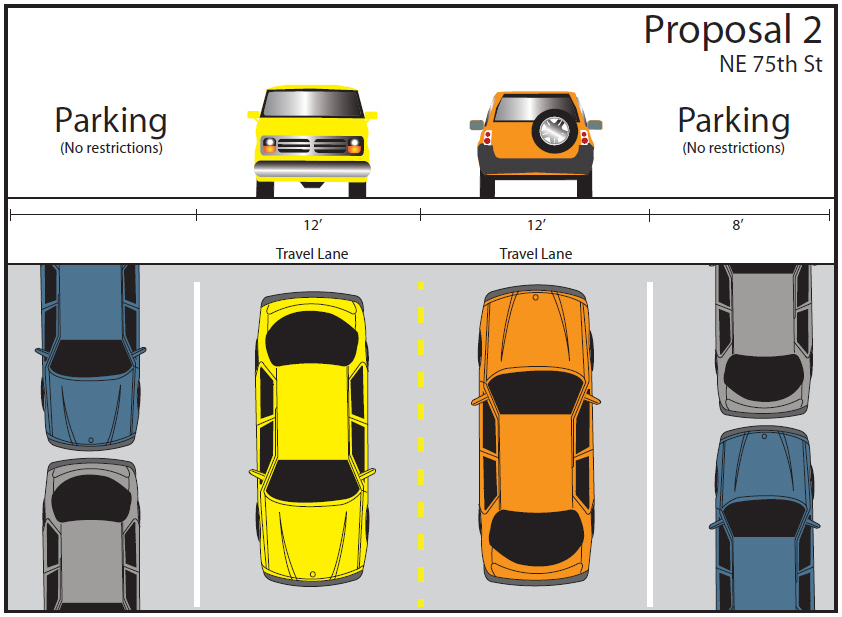 Proposal 2
NE 75th St
Parking
(No restrictions)
Parking
(No restrictions)
12’
12’
8’
Travel Lane
Travel Lane